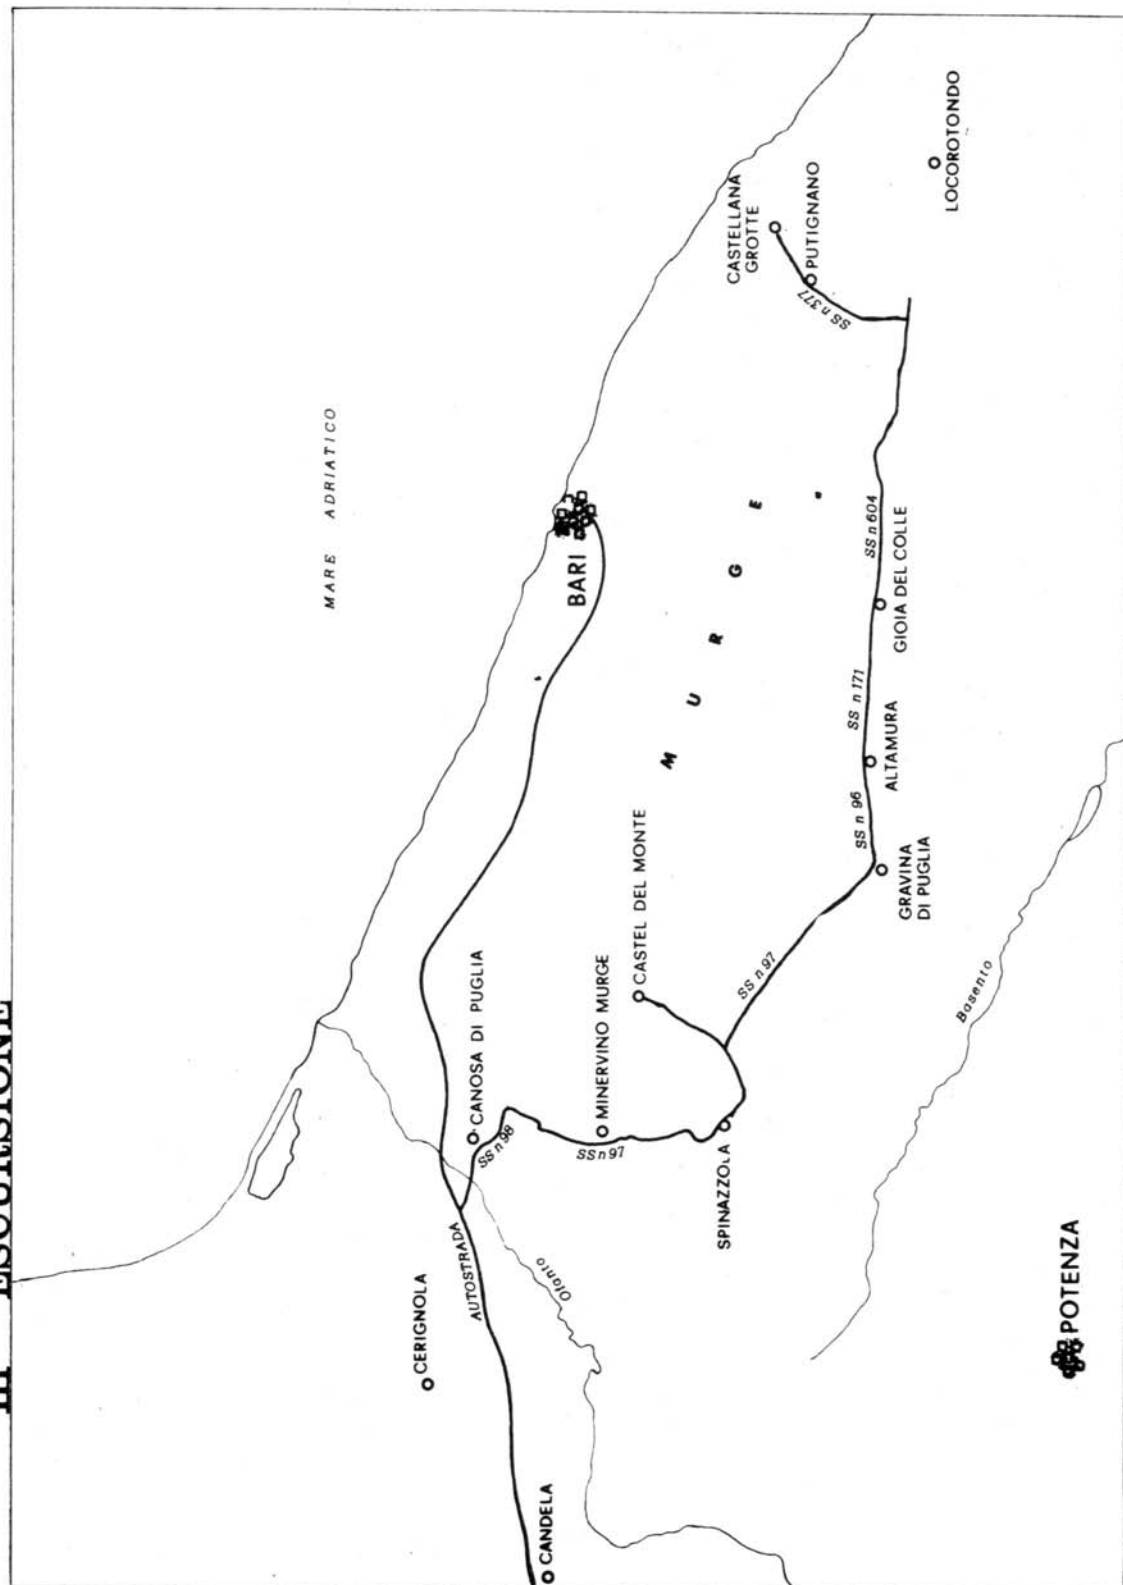 III ESCURSIONE
MARE ADRIATICO
CERIGNOLA
CANDELA
AUTOSTRADA
Ofanto
CANOSA DI PUGLIA
SS n 98
MINERVINO MURGE
SS n 97
SPINAZZOLA
CASTEL DEL MONTE
SS n 97
BARI
MURGE
CASTELLANA
GROTTE
PUTIGNANO
SS n 377
LOCOROTONDO
SS n 604
GIOIA DEL COLLE
SS n 171
ALTAMURA
SS n 96
GRAVINA
DI PUGLIA
Basento
POTENZA